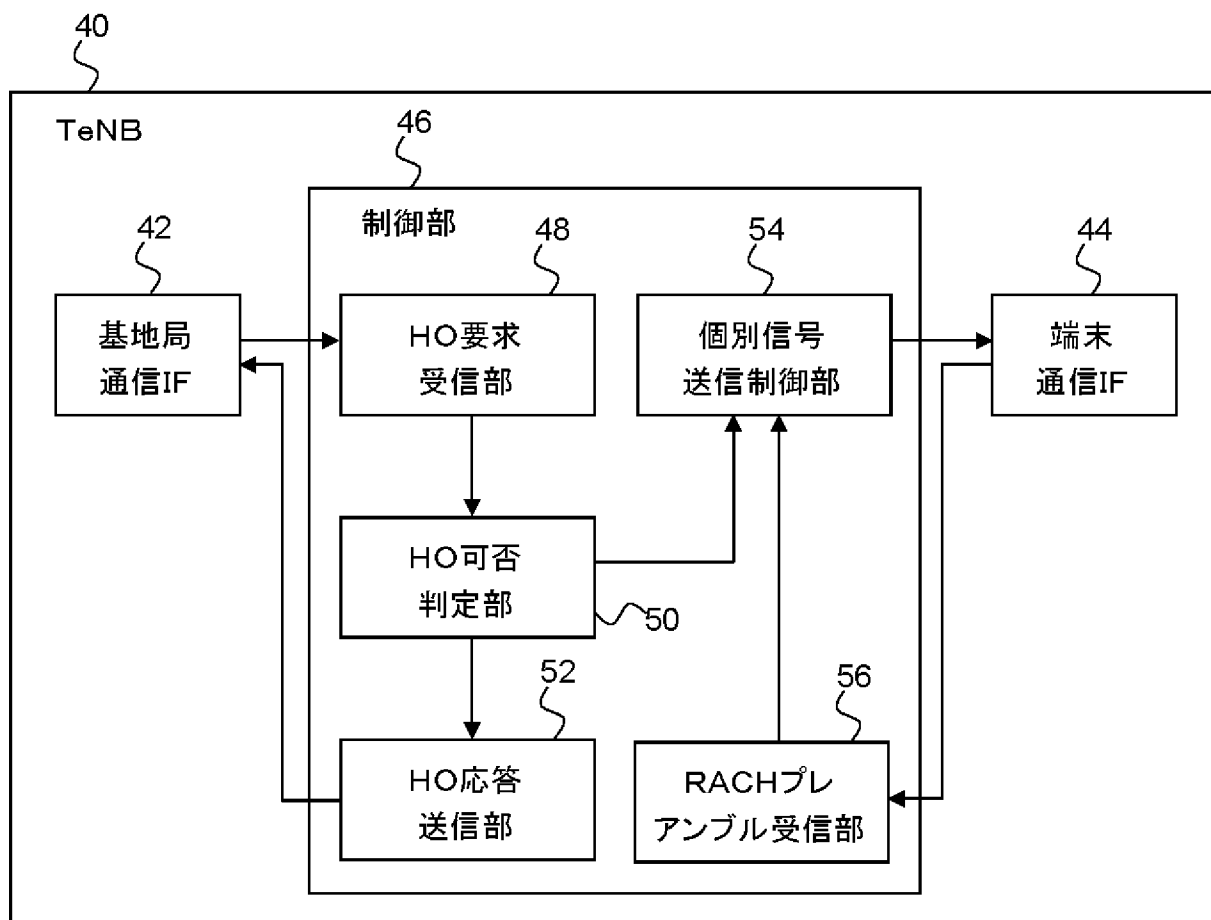 40
TeNB
46
制御部
42
48
54
44
基地局
通信IF
HO要求
受信部
個別信号
送信制御部
端末
通信IF
HO可否
判定部
50
52
56
HO応答
送信部
RACHプレ
アンブル受信部